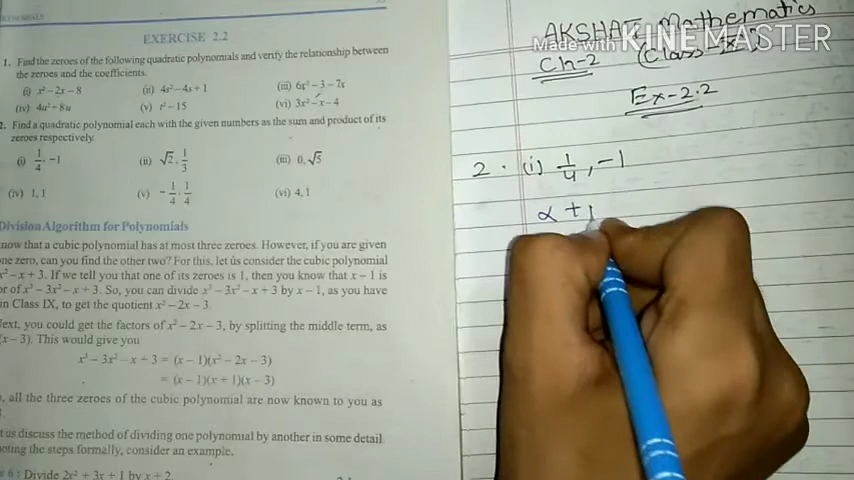 EXERCISE 2.2
1. Find the zeroes of the following quadratic polynomials and verify the relationship between
the zeroes and the coefficients.
(i) x² – 2x – 8 (ii) 4s² – 4s + 1 (iii) 6x² – 3 – 7x
(iv) 4u² + 8u (v) t² – 15 (vi) 3x² – x – 4
2. Find a quadratic polynomial each with the given numbers as the sum and product of its
zeroes respectively.
(i) 1/4, –1 (ii) √2, 1/3 (iii) 0, √5
(iv) 1, 1 (v) –1/4, 1/4 (vi) 4, 1
Division Algorithm for Polynomials
know that a cubic polynomial has at most three zeroes. However, if you are given
one zero, can you find the other two? For this, let us consider the cubic polynomial
x² – x + 3. If we tell you that one of its zeroes is 1, then you know that x – 1 is
or of x³ – 3x² – x + 3. So, you can divide x³ – 3x² – x + 3 by x – 1, as you have
in Class IX, to get the quotient x² – 2x – 3.
Next, you could get the factors of x² – 2x – 3, by splitting the middle term, as
(x – 3). This would give you
x³ – 3x² – x + 3 = (x – 1)(x² – 2x – 3)
= (x – 1)(x + 1)(x – 3)
, all the three zeroes of the cubic polynomial are now known to you as
us discuss the method of dividing one polynomial by another in some detail
noting the steps formally, consider an example.
6 : Divide 2x² + 3x + 1 by x + 2.
AKSHAT Mathematics
Made with KINEMASTER
Ch-2 (Class-X
Ex-2.2
2. (i) 1/4, -1
α +